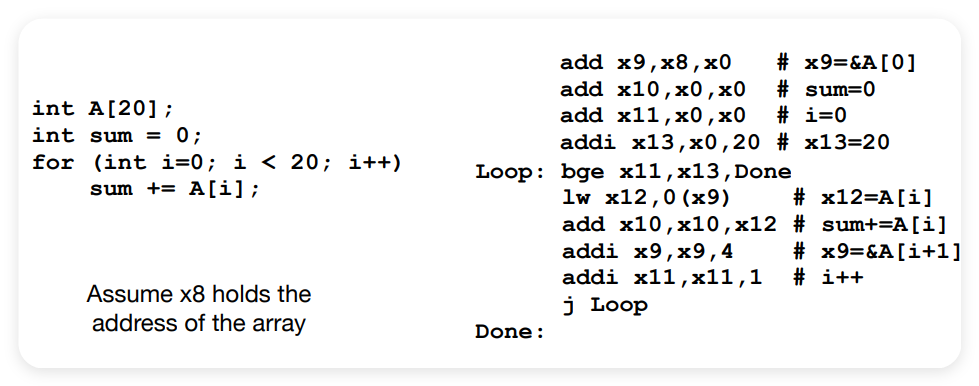 int A[20];
int sum = 0;
for (int i=0; i < 20; i++)
    sum += A[i];
Assume x8 holds the
address of the array
      add x9,x8,x0   # x9=&A[0]
      add x10,x0,x0  # sum=0
      add x11,x0,x0  # i=0
      addi x13,x0,20 # x13=20
Loop: bge x11,x13,Done
      lw x12,0(x9)    # x12=A[i]
      add x10,x10,x12 # sum+=A[i]
      addi x9,x9,4    # x9=&A[i+1]
      addi x11,x11,1  # i++
      j Loop
Done: